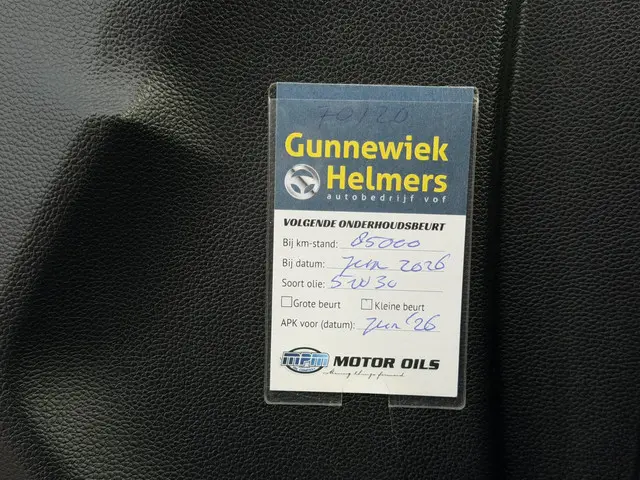 Gunnewiek
Helmers
autobedrijf vof
VOLGENDE ONDERHOUDSBEURT
Bij km-stand: 85000
Bij datum: Jun 2026
Soort olie: 5W30
Grote beurt Kleine beurt
APK voor (datum): Jun '26
MPM MOTOR OILS